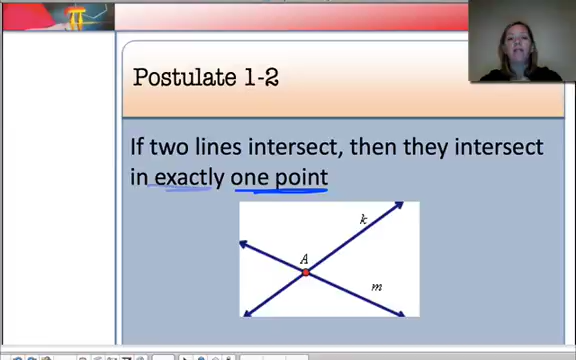 Postulate 1-2
If two lines intersect, then they intersect
in exactly one point
k
A
m